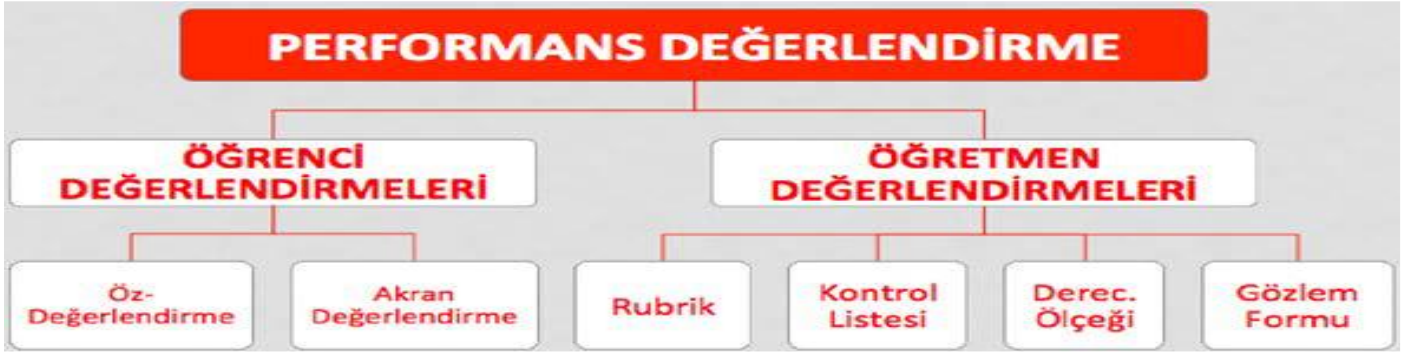 PERFORMANS DEĞERLENDİRME
ÖĞRENCİ
DEĞERLENDİRMELERİ
ÖĞRETMEN
DEĞERLENDİRMELERİ
Öz-
Değerlendirme
Akran
Değerlendirme
Rubrik
Kontrol
Listesi
Derec.
Ölçeği
Gözlem
Formu